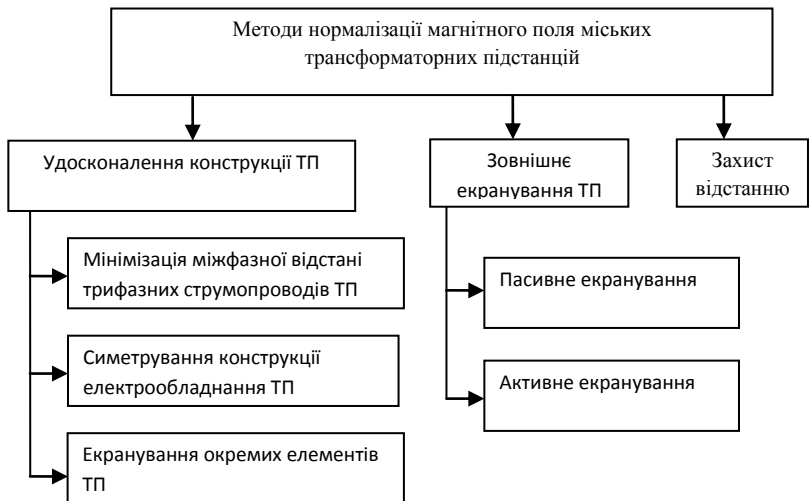 Методи нормалізації магнітного поля міських
трансформаторних підстанцій
Удосконалення конструкції ТП
Зовнішнє
екранування ТП
Захист
відстанню
Мінімізація міжфазної відстані
трифазних струмопроводів ТП
Симетрування конструкції
електрообладнання ТП
Екранування окремих елементів
ТП
Пасивне екранування
Активне екранування